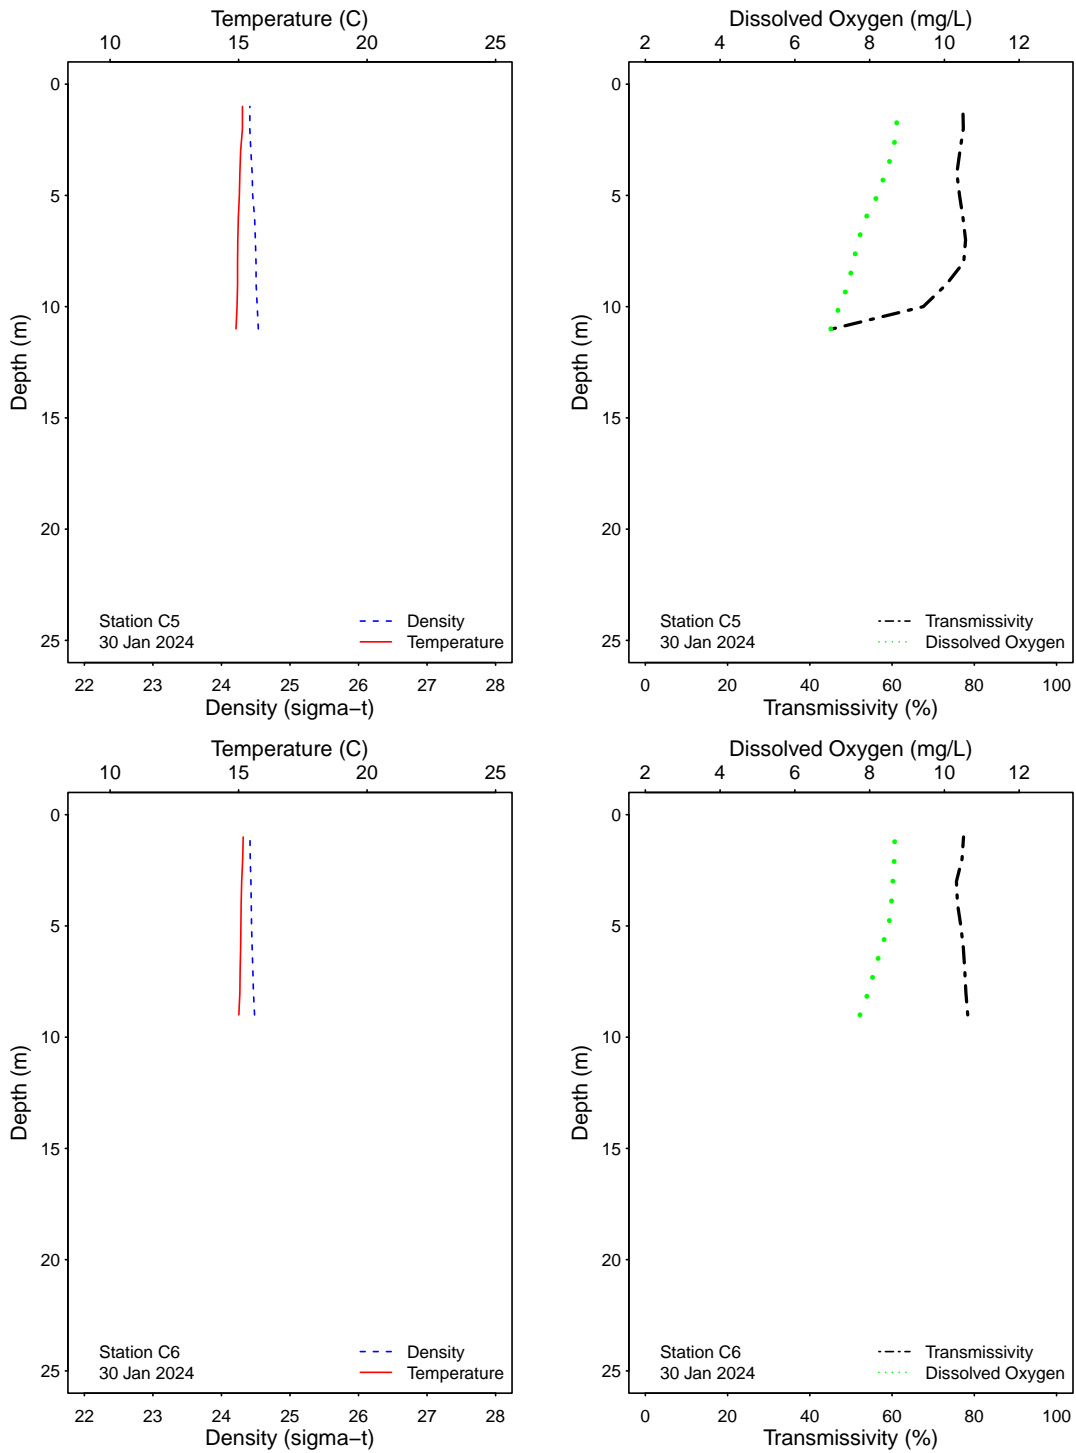 Temperature (C)
10 15 20 25
0
5
10
15
20
25
Depth (m)
Station C5
30 Jan 2024
Density
Temperature
22 23 24 25 26 27 28
Density (sigma−t)
Dissolved Oxygen (mg/L)
2 4 6 8 10 12
0
5
10
15
20
25
Depth (m)
Station C5
30 Jan 2024
Transmissivity
Dissolved Oxygen
0 20 40 60 80 100
Transmissivity (%)
Temperature (C)
10 15 20 25
0
5
10
15
20
25
Depth (m)
Station C6
30 Jan 2024
Density
Temperature
22 23 24 25 26 27 28
Density (sigma−t)
Dissolved Oxygen (mg/L)
2 4 6 8 10 12
0
5
10
15
20
25
Depth (m)
Station C6
30 Jan 2024
Transmissivity
Dissolved Oxygen
0 20 40 60 80 100
Transmissivity (%)